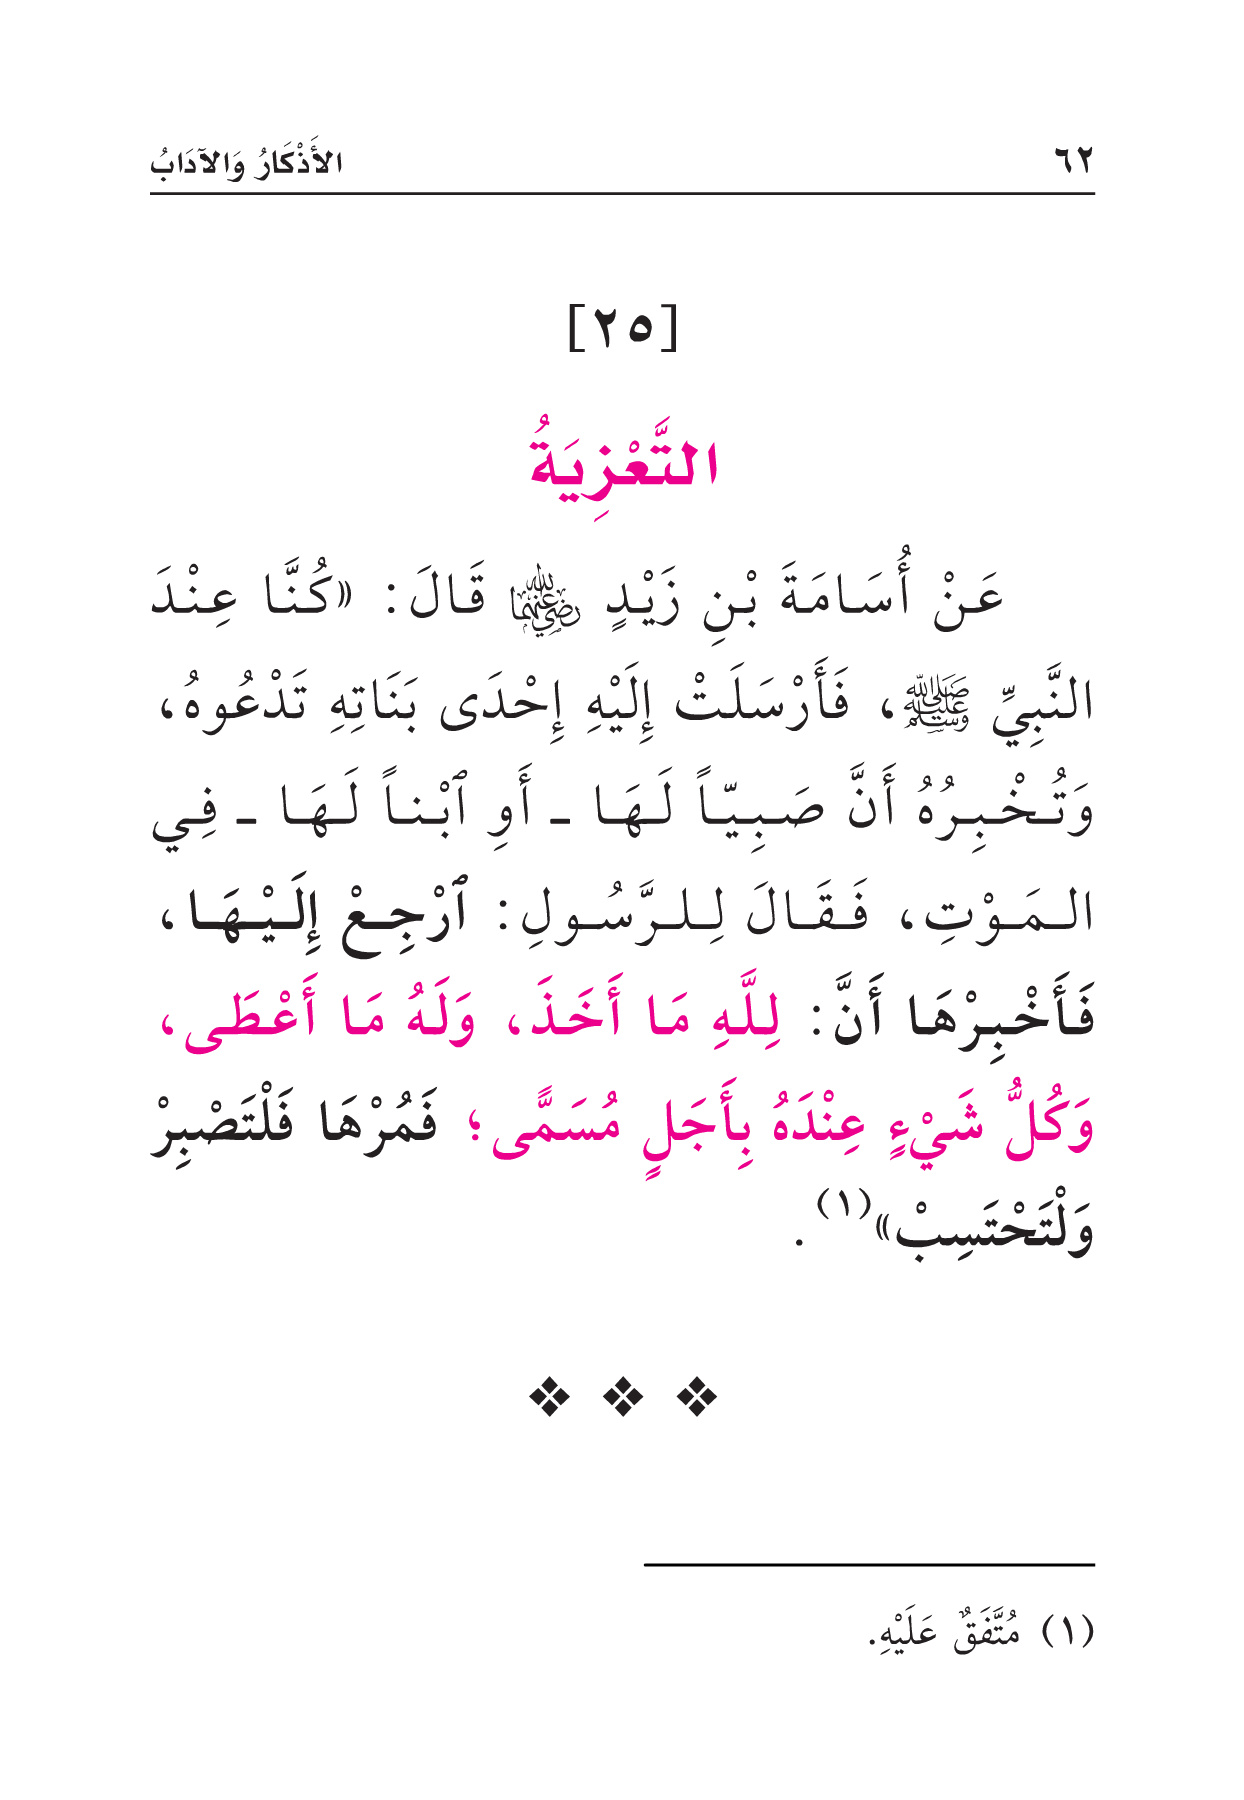 ٦٢ الأَذْكَارُ وَالآدَابُ
[٢٥]
التَّعْزِيَةُ
عَنْ أُسَامَةَ بْنِ زَيْدٍ رضي الله عنهما قَالَ: «كُنَّا عِنْدَ
النَّبِيِّ ﷺ، فَأَرْسَلَتْ إِلَيْهِ إِحْدَى بَنَاتِهِ تَدْعُوهُ،
وَتُخْبِرُهُ أَنَّ صَبِيّاً لَهَا ـ أَوِ ٱبْناً لَهَا ـ فِي
المَوْتِ، فَقَالَ لِلرَّسُولِ: ٱرْجِعْ إِلَيْهَا،
فَأَخْبِرْهَا أَنَّ: لِلَّهِ مَا أَخَذَ، وَلَهُ مَا أَعْطَى،
وَكُلُّ شَيْءٍ عِنْدَهُ بِأَجَلٍ مُسَمًّى؛ فَمُرْهَا فَلْتَصْبِرْ
وَلْتَحْتَسِبْ»(١).
(١) مُتَّفَقٌ عَلَيْهِ.